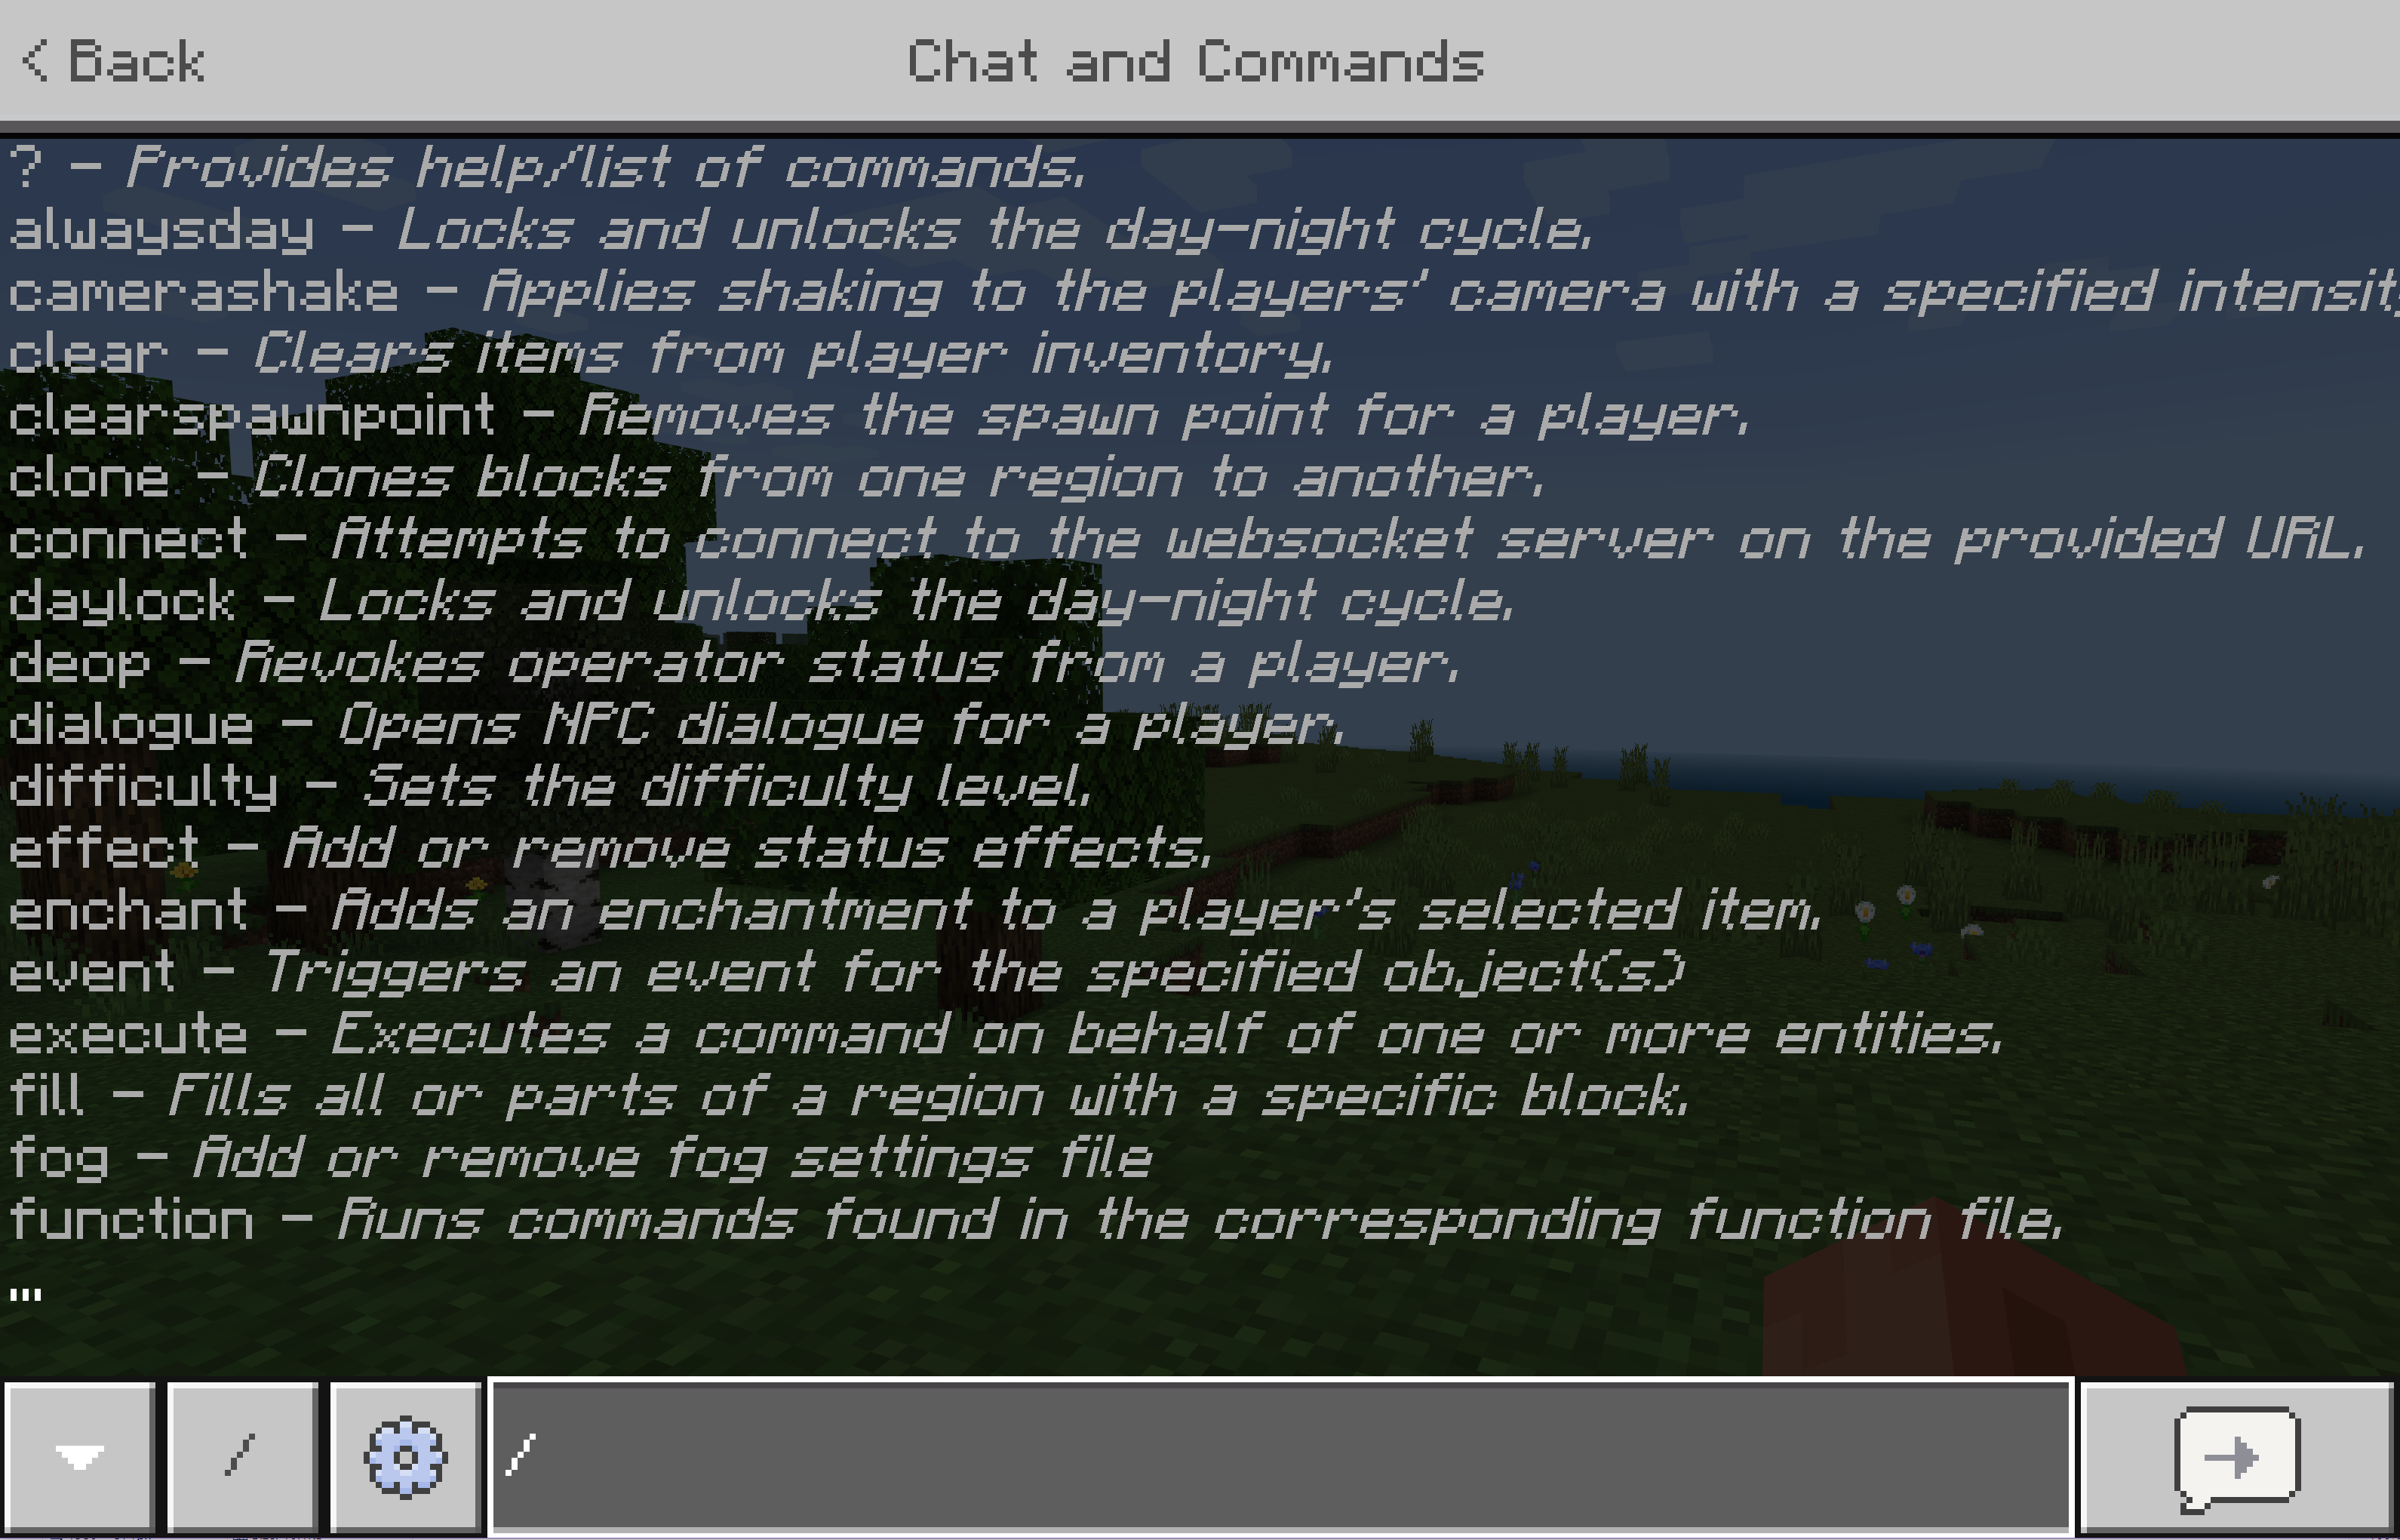 < Back
Chat and Commands
? - Provides help/list of commands.
alwaysday - Locks and unlocks the day-night cycle.
camerashake - Applies shaking to the players' camera with a specified intensit
clear - Clears items from player inventory.
clearspawnpoint - Removes the spawn point for a player.
clone - Clones blocks from one region to another.
connect - Attempts to connect to the websocket server on the provided URL.
daylock - Locks and unlocks the day-night cycle.
deop - Revokes operator status from a player.
dialogue - Opens NPC dialogue for a player.
difficulty - Sets the difficulty level.
effect - Add or remove status effects.
enchant - Adds an enchantment to a player's selected item.
event - Triggers an event for the specified object(s)
execute - Executes a command on behalf of one or more entities.
fill - Fills all or parts of a region with a specific block.
fog - Add or remove fog settings file
function - Runs commands found in the corresponding function file.
...
/ /